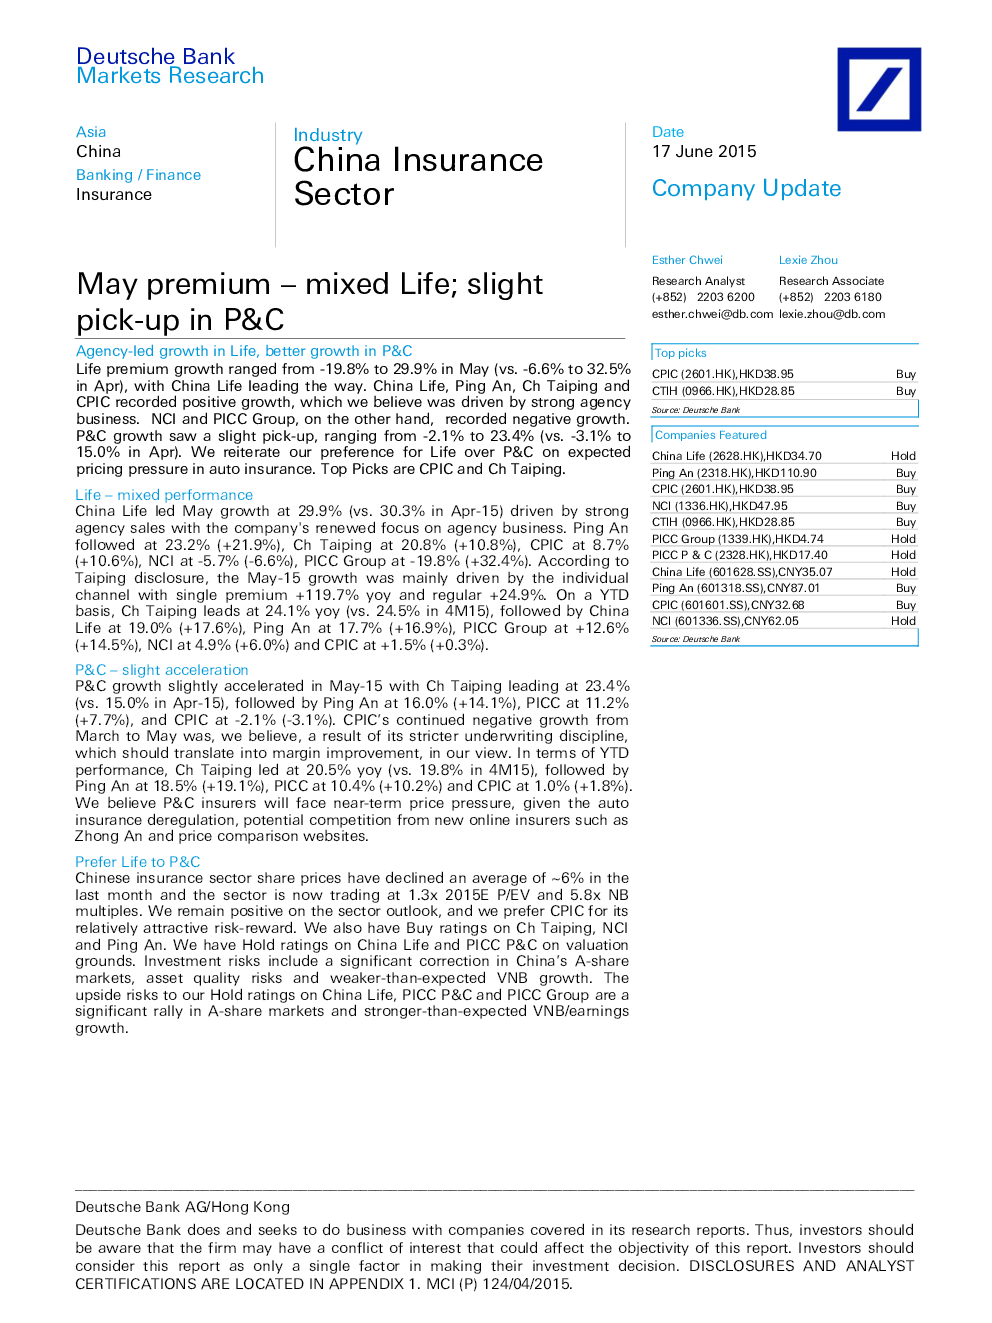 Deutsche Bank
Markets Research
Asia
China
Banking / Finance
Insurance
Industry
China Insurance
Sector
Date
17 June 2015
Company Update
May premium – mixed Life; slight
pick-up in P&C
Esther Chwei
Research Analyst
(+852) 2203 6200
esther.chwei@db.com
Lexie Zhou
Research Associate
(+852) 2203 6180
lexie.zhou@db.com
Agency-led growth in Life, better growth in P&C
Life premium growth ranged from -19.8% to 29.9% in May (vs. -6.6% to 32.5%
in Apr), with China Life leading the way. China Life, Ping An, Ch Taiping and
CPIC recorded positive growth, which we believe was driven by strong agency
business. NCI and PICC Group, on the other hand, recorded negative growth.
P&C growth saw a slight pick-up, ranging from -2.1% to 23.4% (vs. -3.1% to
15.0% in Apr). We reiterate our preference for Life over P&C on expected
pricing pressure in auto insurance. Top Picks are CPIC and Ch Taiping.
Life – mixed performance
China Life led May growth at 29.9% (vs. 30.3% in Apr-15) driven by strong
agency sales with the company's renewed focus on agency business. Ping An
followed at 23.2% (+21.9%), Ch Taiping at 20.8% (+10.8%), CPIC at 8.7%
(+10.6%), NCI at -5.7% (-6.6%), PICC Group at -19.8% (+32.4%). According to
Taiping disclosure, the May-15 growth was mainly driven by the individual
channel with single premium +119.7% yoy and regular +24.9%. On a YTD
basis, Ch Taiping leads at 24.1% yoy (vs. 24.5% in 4M15), followed by China
Life at 19.0% (+17.6%), Ping An at 17.7% (+16.9%), PICC Group at +12.6%
(+14.5%), NCI at 4.9% (+6.0%) and CPIC at +1.5% (+0.3%).
P&C – slight acceleration
P&C growth slightly accelerated in May-15 with Ch Taiping leading at 23.4%
(vs. 15.0% in Apr-15), followed by Ping An at 16.0% (+14.1%), PICC at 11.2%
(+7.7%), and CPIC at -2.1% (-3.1%). CPIC's continued negative growth from
March to May was, we believe, a result of its stricter underwriting discipline,
which should translate into margin improvement, in our view. In terms of YTD
performance, Ch Taiping led at 20.5% yoy (vs. 19.8% in 4M15), followed by
Ping An at 18.5% (+19.1%), PICC at 10.4% (+10.2%) and CPIC at 1.0% (+1.8%).
We believe P&C insurers will face near-term price pressure, given the auto
insurance deregulation, potential competition from new online insurers such as
Zhong An and price comparison websites.
Prefer Life to P&C
Chinese insurance sector share prices have declined an average of ~6% in the
last month and the sector is now trading at 1.3x 2015E P/EV and 5.8x NB
multiples. We remain positive on the sector outlook, and we prefer CPIC for its
relatively attractive risk-reward. We also have Buy ratings on Ch Taiping, NCI
and Ping An. We have Hold ratings on China Life and PICC P&C on valuation
grounds. Investment risks include a significant correction in China's A-share
markets, asset quality risks and weaker-than-expected VNB growth. The
upside risks to our Hold ratings on China Life, PICC P&C and PICC Group are a
significant rally in A-share markets and stronger-than-expected VNB/earnings
growth.
Top picks
CPIC (2601.HK),HKD38.95 Buy
CTIH (0966.HK),HKD28.85 Buy
Source: Deutsche Bank
Companies Featured
China Life (2628.HK),HKD34.70 Hold
Ping An (2318.HK),HKD110.90 Buy
CPIC (2601.HK),HKD38.95 Buy
NCI (1336.HK),HKD47.95 Buy
CTIH (0966.HK),HKD28.85 Buy
PICC Group (1339.HK),HKD4.74 Hold
PICC P & C (2328.HK),HKD17.40 Hold
China Life (601628.SS),CNY35.07 Hold
Ping An (601318.SS),CNY87.01 Buy
CPIC (601601.SS),CNY32.68 Buy
NCI (601336.SS),CNY62.05 Hold
Source: Deutsche Bank
Deutsche Bank AG/Hong Kong
Deutsche Bank does and seeks to do business with companies covered in its research reports. Thus, investors should
be aware that the firm may have a conflict of interest that could affect the objectivity of this report. Investors should
consider this report as only a single factor in making their investment decision. DISCLOSURES AND ANALYST
CERTIFICATIONS ARE LOCATED IN APPENDIX 1. MCI (P) 124/04/2015.